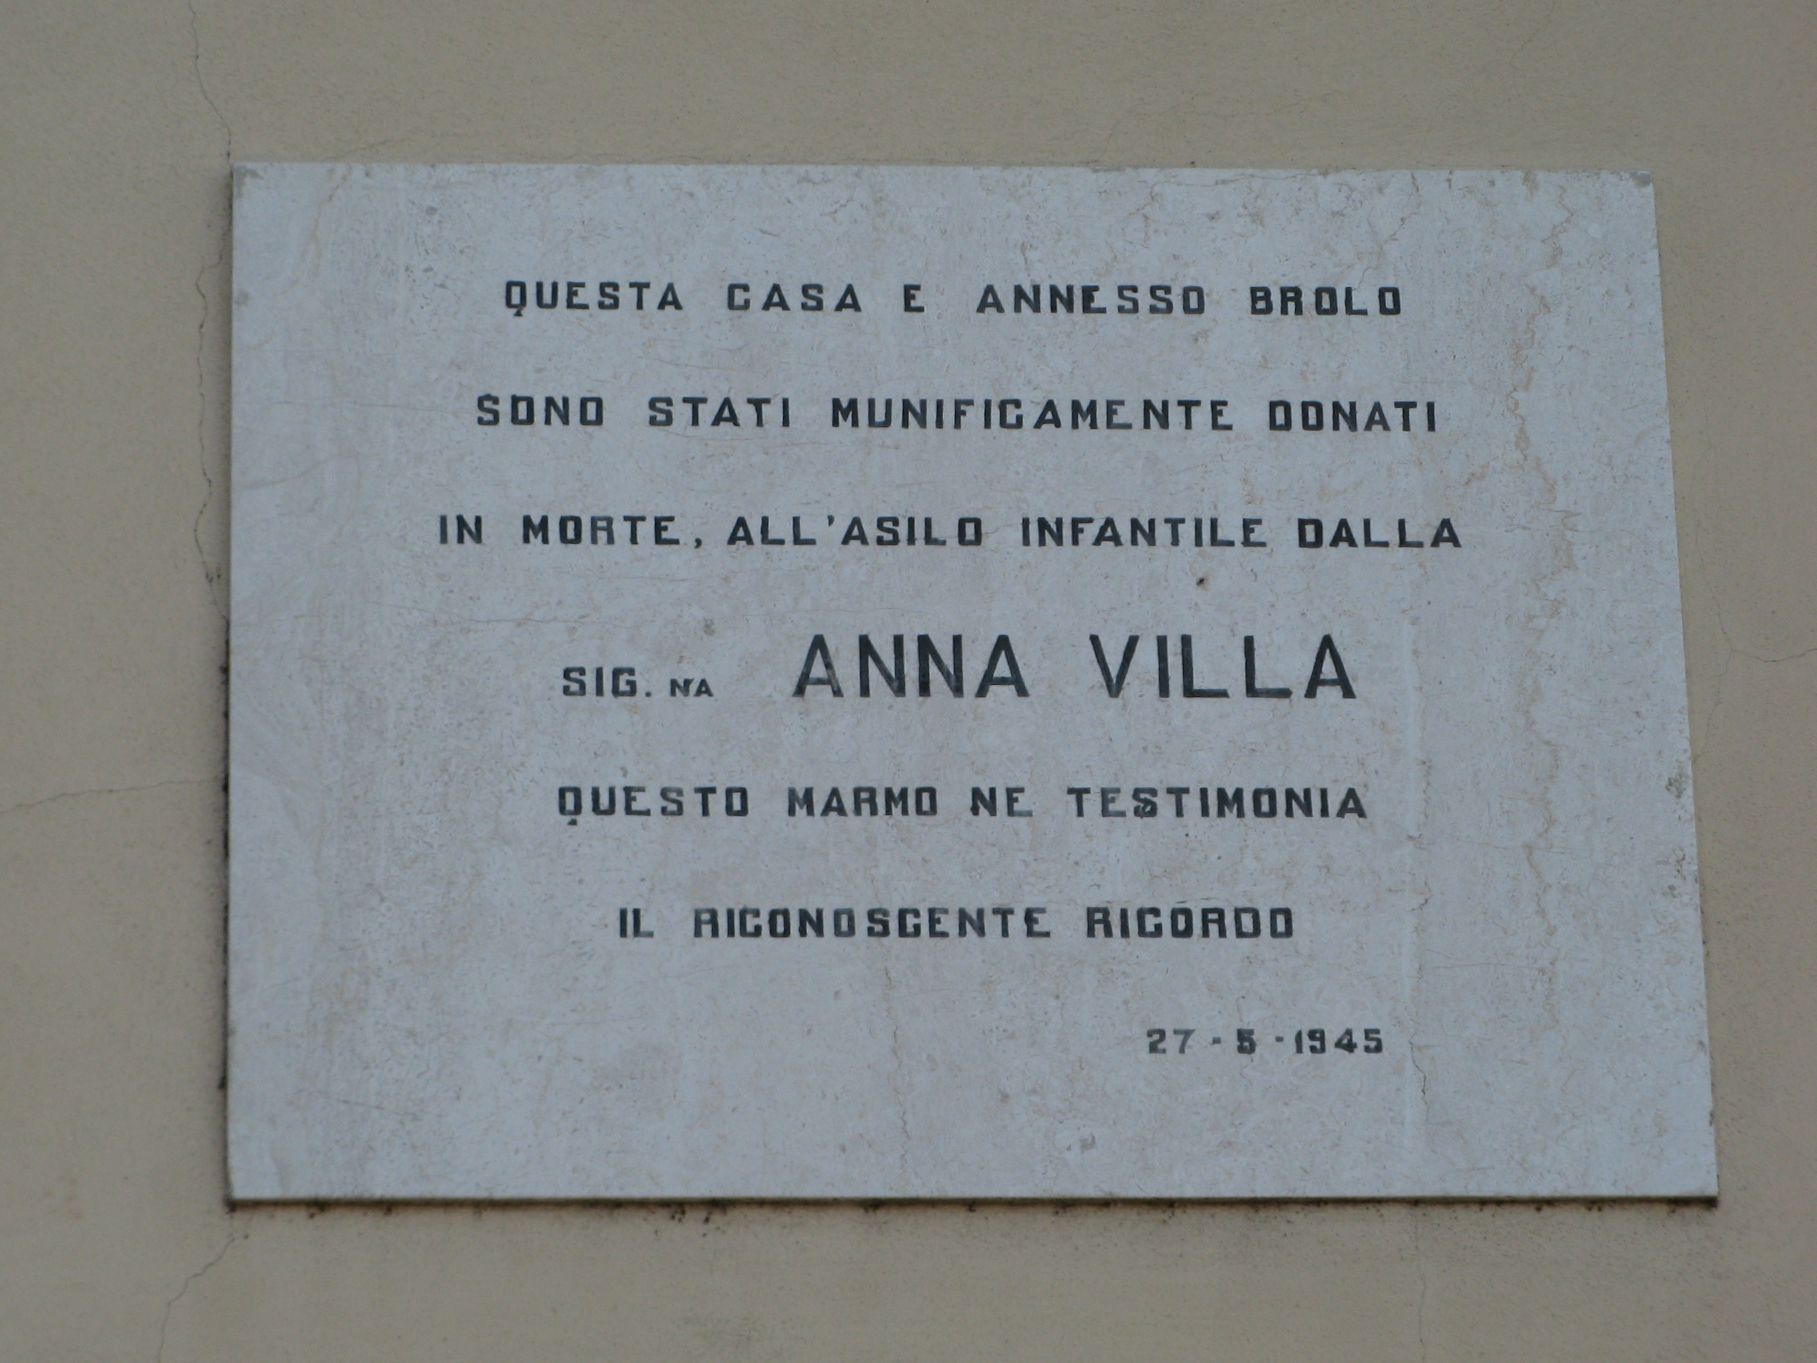 QUESTA CASA E ANNESSO BROLO
SONO STATI MUNIFICAMENTE DONATI
IN MORTE, ALL'ASILO INFANTILE DALLA
SIG. NA ANNA VILLA
QUESTO MARMO NE TESTIMONIA
IL RICONOSCENTE RICORDO
27-5-1945